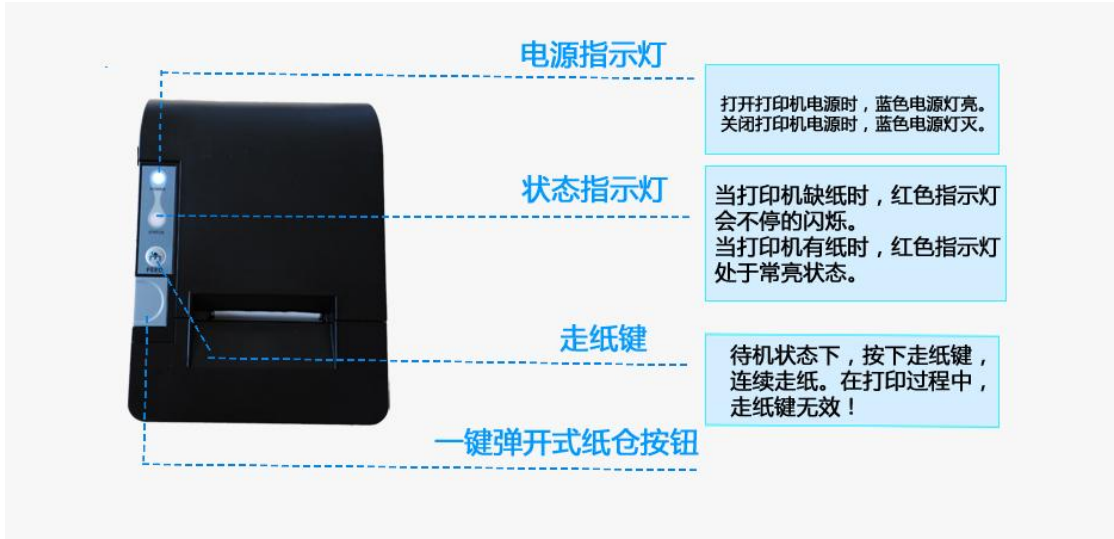 电源指示灯
打开打印机电源时，蓝色电源灯亮。
关闭打印机电源时，蓝色电源灯灭。
状态指示灯
当打印机缺纸时，红色指示灯
会不停的闪烁。
当打印机有纸时，红色指示灯
处于常亮状态。
FEED
走纸键
待机状态下，按下走纸键，
连续走纸。在打印过程中，
走纸键无效！
一键弹开式纸仓按钮